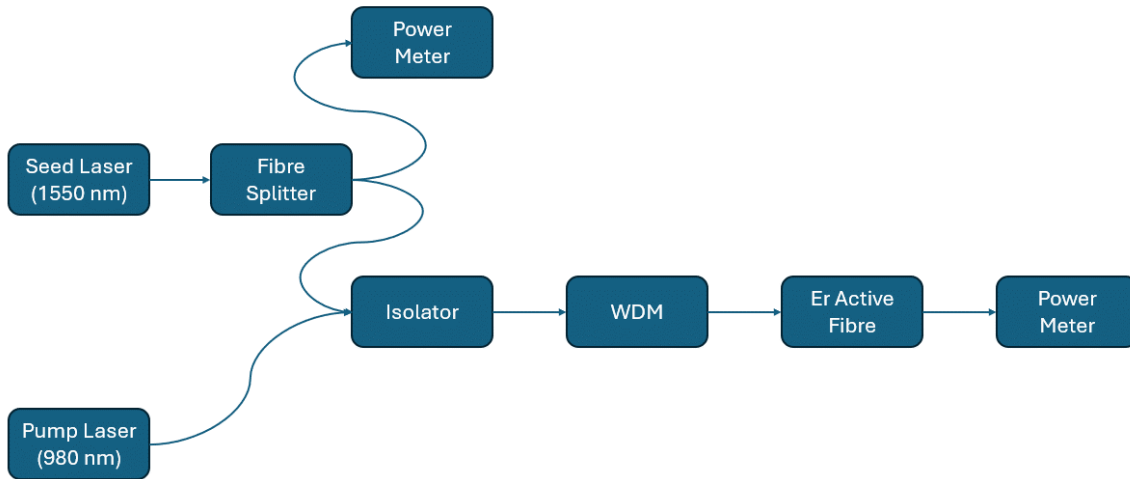 Power
Meter
Seed Laser
(1550 nm)
Fibre
Splitter
Isolator
WDM
Er Active
Fibre
Power
Meter
Pump Laser
(980 nm)